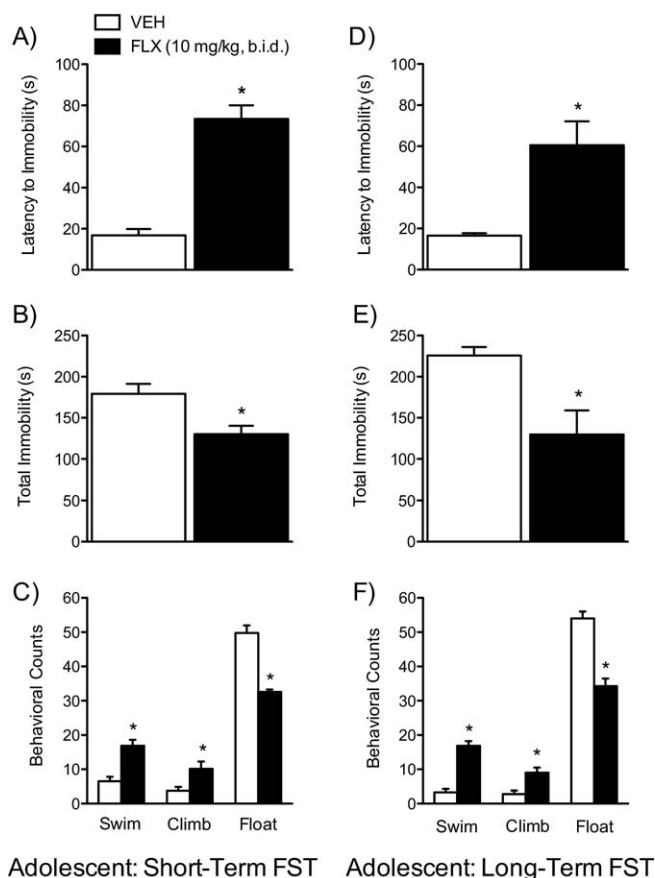 VEH
FLX (10 mg/kg, b.i.d.)
A)
Latency to Immobility (s)
100
80
60
40
20
0
*
D)
Latency to Immobility (s)
100
80
60
40
20
0
*
B)
Total Immobility (s)
250
200
150
100
50
0
*
E)
Total Immobility (s)
250
200
150
100
50
0
*
C)
Behavioral Counts
60
50
40
30
20
10
0
* * *
Swim Climb Float
F)
Behavioral Counts
60
50
40
30
20
10
0
* * *
Swim Climb Float
Adolescent: Short-Term FST
Adolescent: Long-Term FST